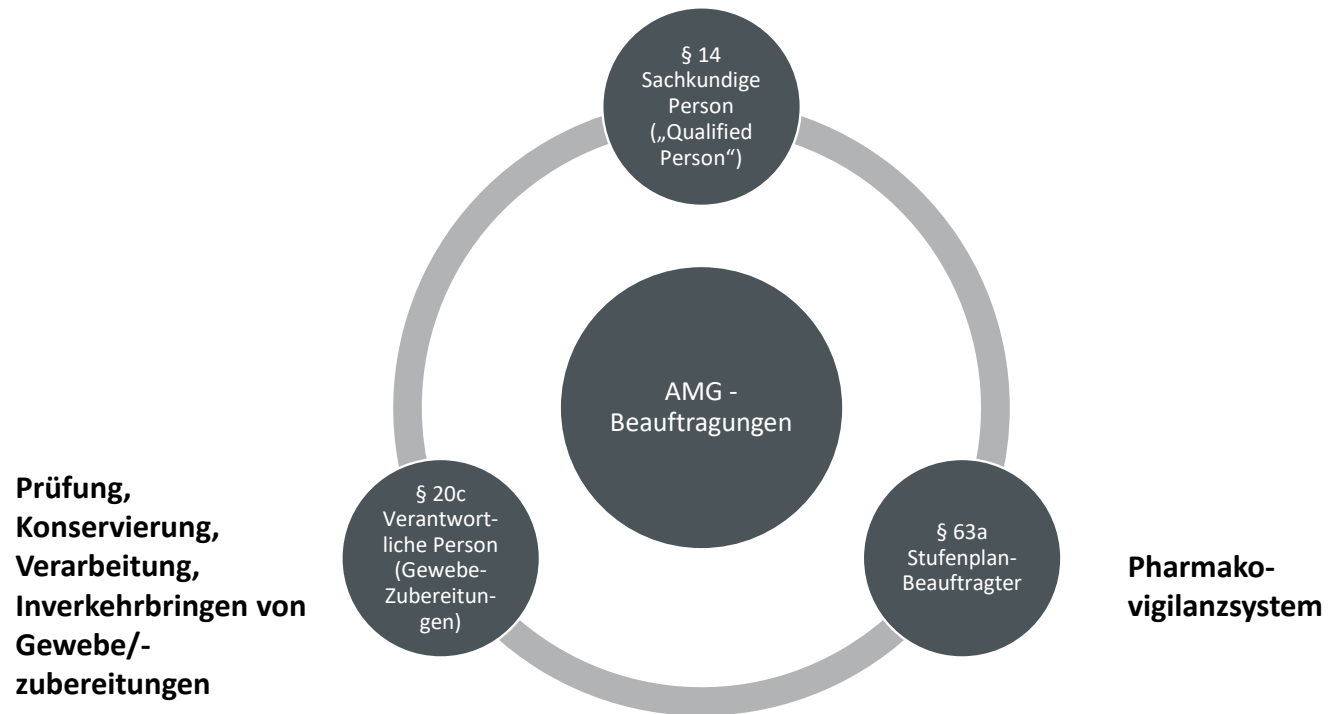 § 14
Sachkundige
Person
(„Qualified
Person“)
AMG -
Beauftragungen
Prüfung,
Konservierung,
Verarbeitung,
Inverkehrbringen von
Gewebe/-
zubereitungen
§ 20c
Verantwort-
liche Person
(Gewebe-
Zubereitun-
gen)
§ 63a
Stufenplan-
Beauftragter
Pharmako-
vigilanzsystem